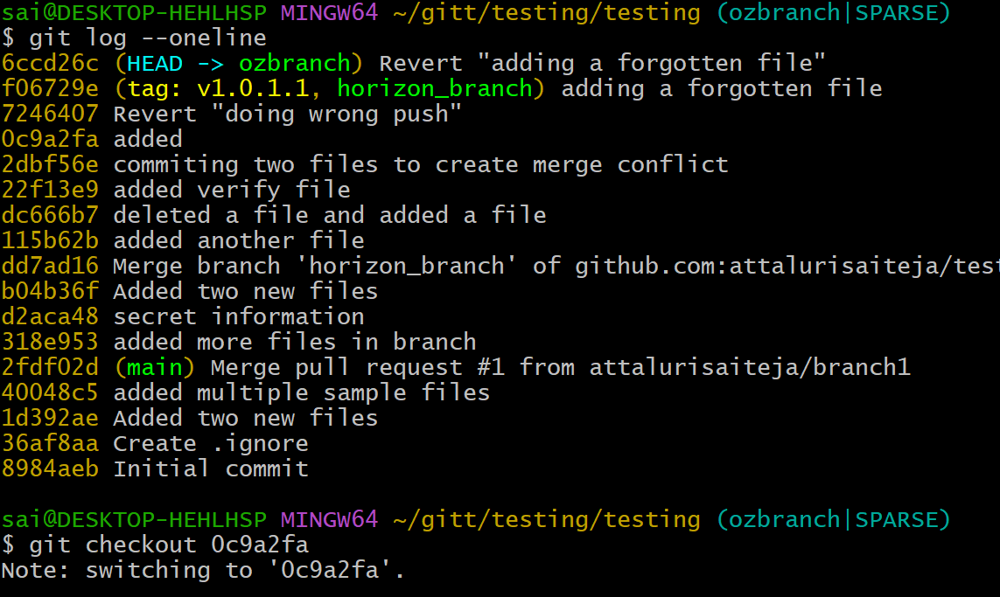 sai@DESKTOP-HEHLHSP MINGW64 ~/gitt/testing/testing (ozbranch|SPARSE)
$ git log --oneline
6ccd26c (HEAD -> ozbranch) Revert "adding a forgotten file"
f06729e (tag: v1.0.1.1, horizon_branch) adding a forgotten file
7246407 Revert "doing wrong push"
0c9a2fa added
2dbf56e commiting two files to create merge conflict
22f13e9 added verify file
dc666b7 deleted a file and added a file
115b62b added another file
dd7ad16 Merge branch 'horizon_branch' of github.com:attalurisaiteja/test
b04b36f Added two new files
d2aca48 secret information
318e953 added more files in branch
2fdf02d (main) Merge pull request #1 from attalurisaiteja/branch1
40048c5 added multiple sample files
1d392ae Added two new files
36af8aa Create .ignore
8984aeb Initial commit
sai@DESKTOP-HEHLHSP MINGW64 ~/gitt/testing/testing (ozbranch|SPARSE)
$ git checkout 0c9a2fa
Note: switching to '0c9a2fa'.